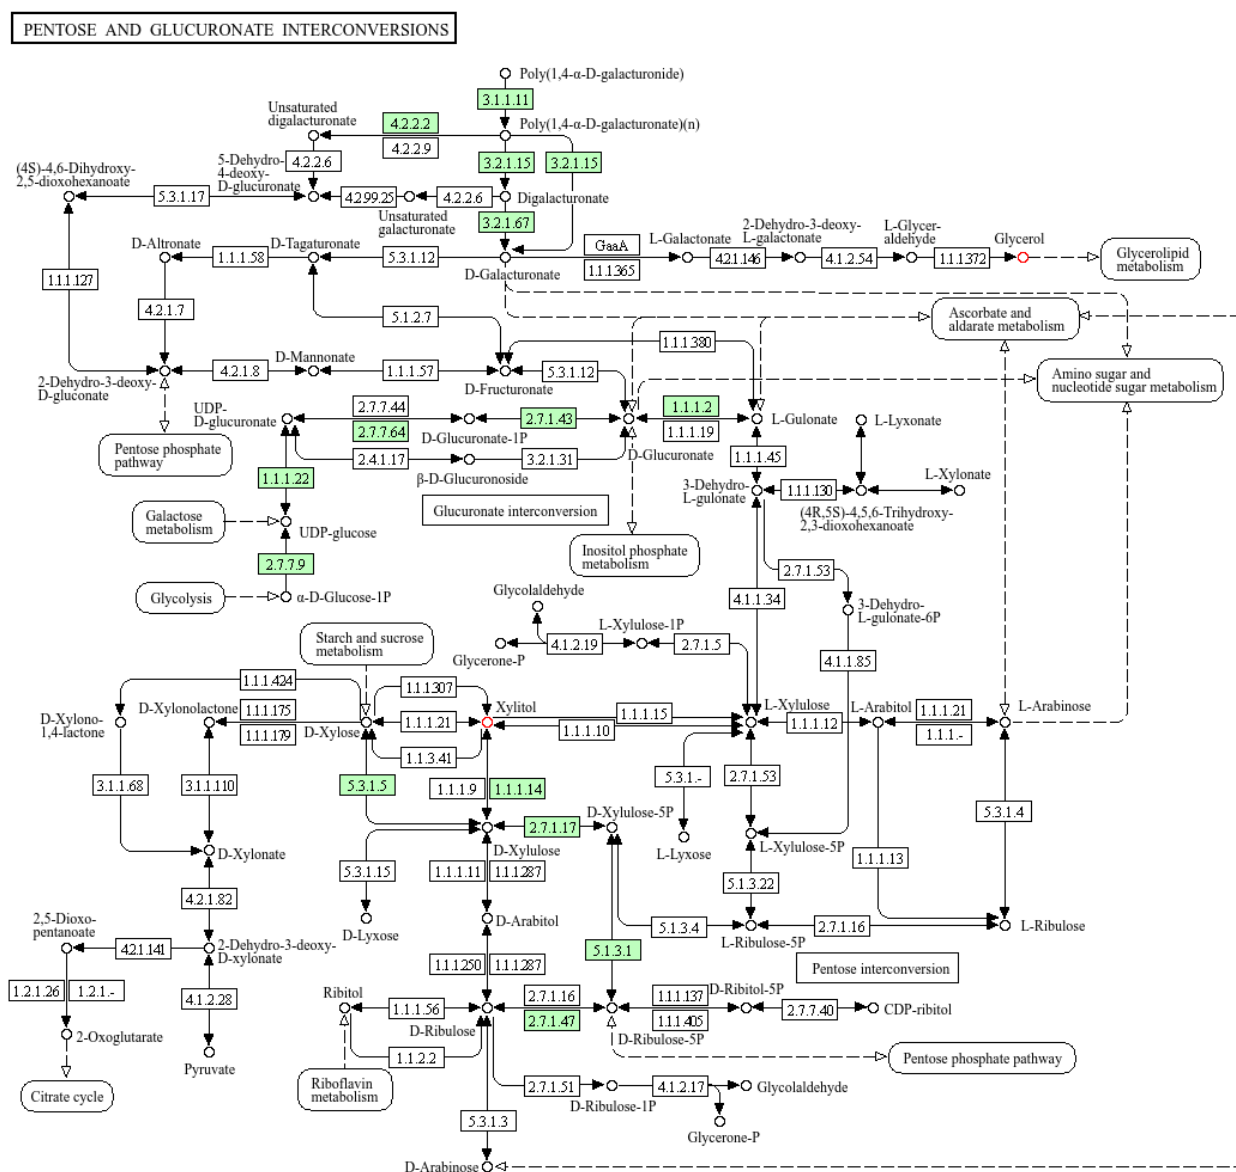 PENTOSE AND GLUCURONATE INTERCONVERSIONS
Poly(1,4-α-D-galacturonide)
3.1.1.11
Unsaturated
digalacturonate
4.2.2.2
Poly(1,4-α-D-galacturonate)(n)
4.2.2.9
(4S)-4,6-Dihydroxy-
2,5-dioxohexanoate
5-Dehydro-
4-deoxy-
D-glucuronate
4.2.2.6
3.2.1.15
3.2.1.15
5.3.1.17
4.2.99.25
4.2.2.6
Digalacturonate
Unsaturated
galacturonate
3.2.1.67
D-Altronate
D-Tagaturonate
GaaA
L-Galactonate
2-Dehydro-3-deoxy-
L-galactonate
L-Glycer-
aldehyde
Glycerol
1.1.1.58
5.3.1.12
D-Galacturonate
1.1.1.365
4.2.1.146
4.1.2.54
1.1.1.372
Glycerolipid
metabolism
1.1.1.127
4.2.1.7
5.1.2.7
Ascorbate and
aldarate metabolism
1.1.1.380
D-Mannonate
4.2.1.8
1.1.1.57
5.3.1.12
2-Dehydro-3-deoxy-
D-gluconate
D-Fructuronate
Amino sugar and
nucleotide sugar metabolism
UDP-
D-glucuronate
2.7.7.44
2.7.7.64
D-Glucuronate-1P
2.7.1.43
1.1.1.2
1.1.1.19
L-Gulonate
L-Lyxonate
Pentose phosphate
pathway
2.4.1.17
β-D-Glucuronoside
3.2.1.31
D-Glucuronate
1.1.1.45
1.1.1.22
Glucuronate interconversion
3-Dehydro-
L-gulonate
1.1.1.130
L-Xylonate
(4R,5S)-4,5,6-Trihydroxy-
2,3-dioxohexanoate
Galactose
metabolism
UDP-glucose
Inositol phosphate
metabolism
2.7.7.9
2.7.1.53
Glycolysis
α-D-Glucose-1P
Glycolaldehyde
4.1.1.34
3-Dehydro-
L-gulonate-6P
Starch and sucrose
metabolism
L-Xylulose-1P
4.1.2.19
2.7.1.5
Glycerone-P
4.1.1.85
1.1.1.424
1.1.1.307
D-Xylono-
1,4-lactone
D-Xylonolactone
1.1.1.175
1.1.1.179
D-Xylose
1.1.1.21
Xylitol
1.1.1.15
1.1.1.10
L-Xylulose
1.1.1.12
L-Arabitol
1.1.1.21
1.1.1.-
L-Arabinose
1.1.3.41
3.1.1.68
3.1.1.110
5.3.1.5
1.1.1.9
1.1.1.14
5.3.1.-
2.7.1.53
5.3.1.4
D-Xylulose-5P
2.7.1.17
D-Xylulose
L-Lyxose
L-Xylulose-5P
D-Xylonate
5.3.1.15
1.1.1.11
1.1.1.287
1.1.1.13
5.1.3.22
4.2.1.82
2,5-Dioxo-
pentanoate
D-Lyxose
D-Arabitol
5.1.3.4
L-Ribulose-5P
2.7.1.16
L-Ribulose
4.2.1.141
2-Dehydro-3-deoxy-
D-xylonate
5.1.3.1
1.1.1.250
1.1.1.287
Pentose interconversion
1.2.1.26
1.2.1.-
4.1.2.28
Ribitol
1.1.1.56
D-Ribulose
2.7.1.16
2.7.1.47
D-Ribulose-5P
1.1.1.137
1.1.1.405
D-Ribitol-5P
2.7.7.40
CDP-ribitol
2-Oxoglutarate
Pyruvate
1.1.2.2
Pentose phosphate pathway
Citrate cycle
Riboflavin
metabolism
2.7.1.51
D-Ribulose-1P
4.1.2.17
Glycolaldehyde
5.3.1.3
Glycerone-P
D-Arabinose